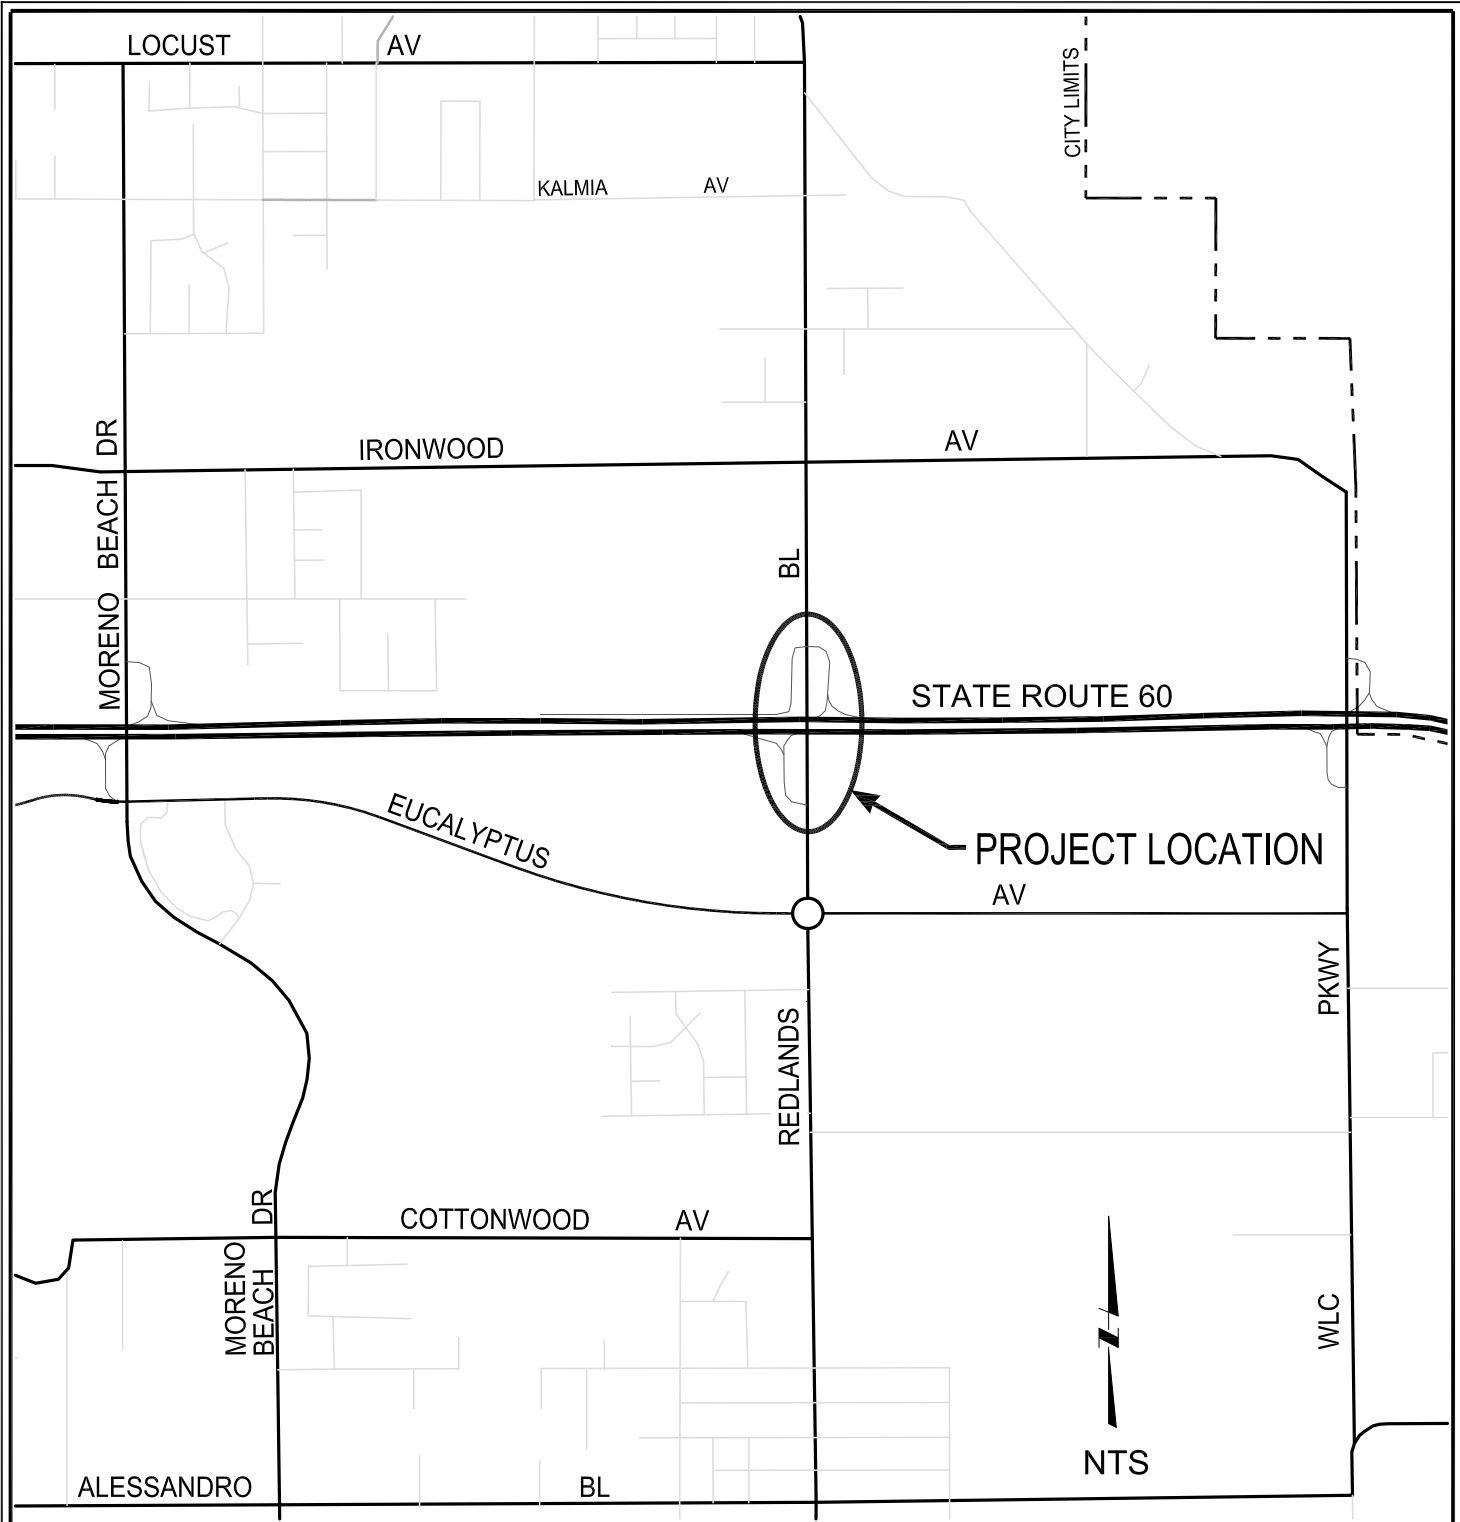 LOCUST AV
CITY LIMITS
KALMIA AV
IRONWOOD AV
MORENO BEACH DR
BL
STATE ROUTE 60
EUCALYPTUS
PROJECT LOCATION
AV
PKWY
REDLANDS
COTTONWOOD AV
DR
MORENO
BEACH
WLC
N
NTS
ALESSANDRO BL